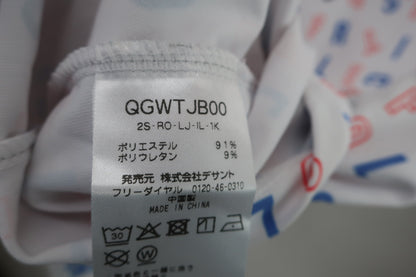 QGWTJB00
2S-RO-LJ-IL-1K
ポリエステル 91%
ポリウレタン 9%
発売元 株式会社デサント
フリーダイヤル 0120-46-0310
中国製
MADE IN CHINA
30
W